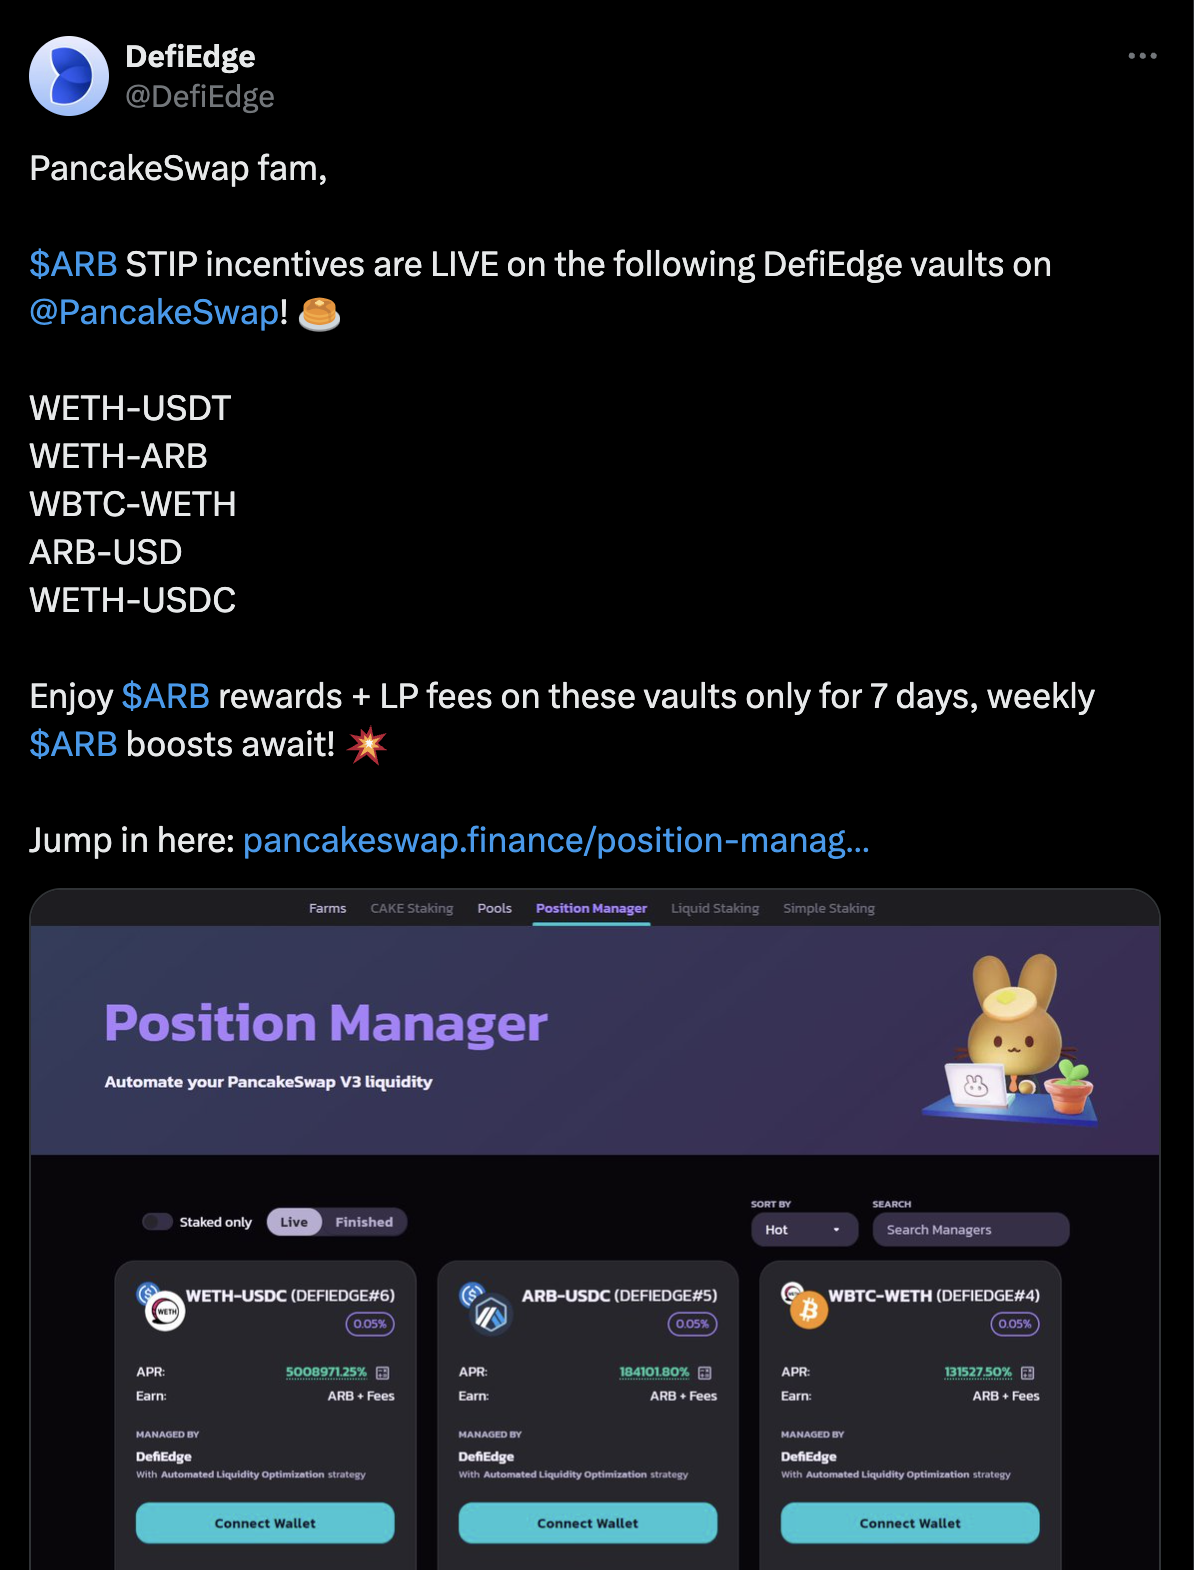 DefiEdge
@DefiEdge
PancakeSwap fam,
$ARB STIP incentives are LIVE on the following DefiEdge vaults on
@PancakeSwap! 🥞
WETH-USDT
WETH-ARB
WBTC-WETH
ARB-USD
WETH-USDC
Enjoy $ARB rewards + LP fees on these vaults only for 7 days, weekly
$ARB boosts await! 💥
Jump in here: pancakeswap.finance/position-manag...
Farms CAKE Staking Pools Position Manager Liquid Staking Simple Staking
Position Manager
Automate your PancakeSwap V3 liquidity
Staked only Live Finished
SORT BY
Hot
SEARCH
Search Managers
WETH
WETH-USDC (DEFIEDGE#6)
0.05%
APR: 5008971.25%
Earn: ARB + Fees
MANAGED BY
DefiEdge
With Automated Liquidity Optimization strategy
Connect Wallet
ARB-USDC (DEFIEDGE#5)
0.05%
APR: 184101.80%
Earn: ARB + Fees
MANAGED BY
DefiEdge
With Automated Liquidity Optimization strategy
Connect Wallet
WBTC-WETH (DEFIEDGE#4)
0.05%
APR: 131527.50%
Earn: ARB + Fees
MANAGED BY
DefiEdge
With Automated Liquidity Optimization strategy
Connect Wallet